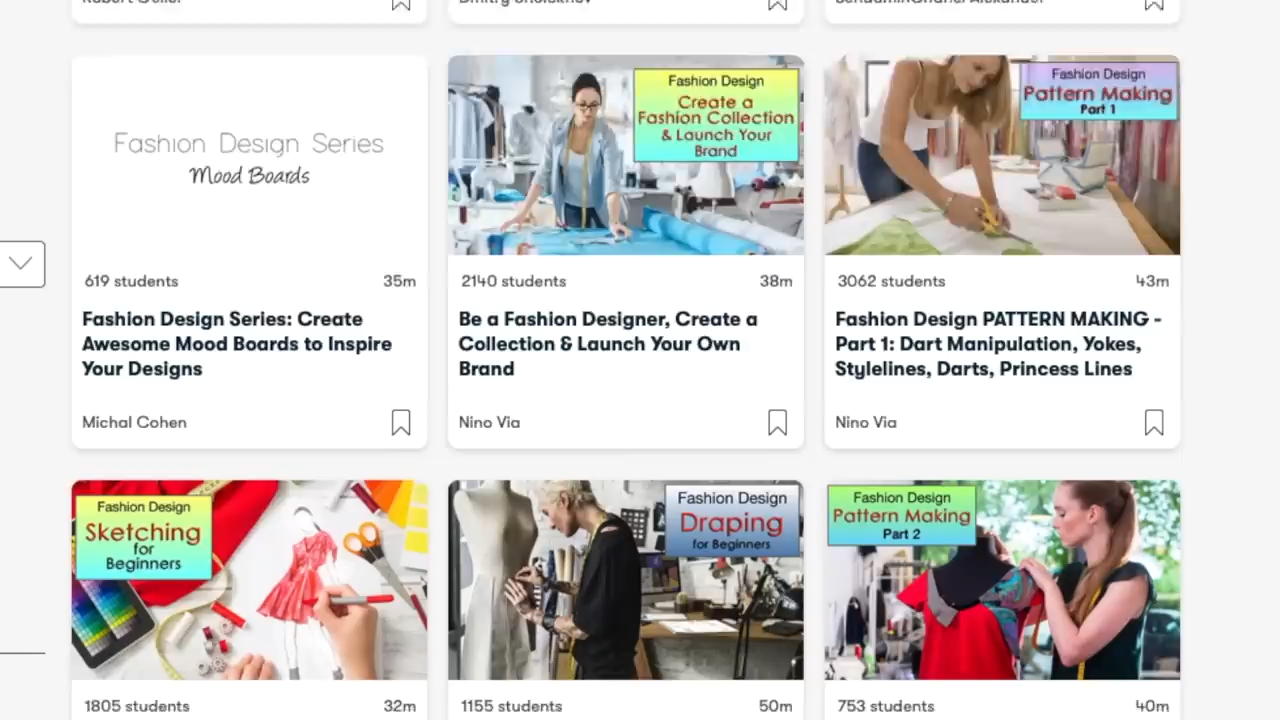 Fashion Design Series
Mood Boards
Fashion Design
Create a
Fashion Collection
& Launch Your
Brand
Fashion Design
Pattern Making
Part 1
619 students
35m
2140 students
38m
3062 students
43m
Fashion Design Series: Create
Awesome Mood Boards to Inspire
Your Designs
Be a Fashion Designer, Create a
Collection & Launch Your Own
Brand
Fashion Design PATTERN MAKING -
Part 1: Dart Manipulation, Yokes,
Stylelines, Darts, Princess Lines
Michal Cohen
Nino Via
Nino Via
Fashion Design
Sketching
for
Beginners
Fashion Design
Draping
for Beginners
Fashion Design
Pattern Making
Part 2
1805 students
32m
1155 students
50m
753 students
40m